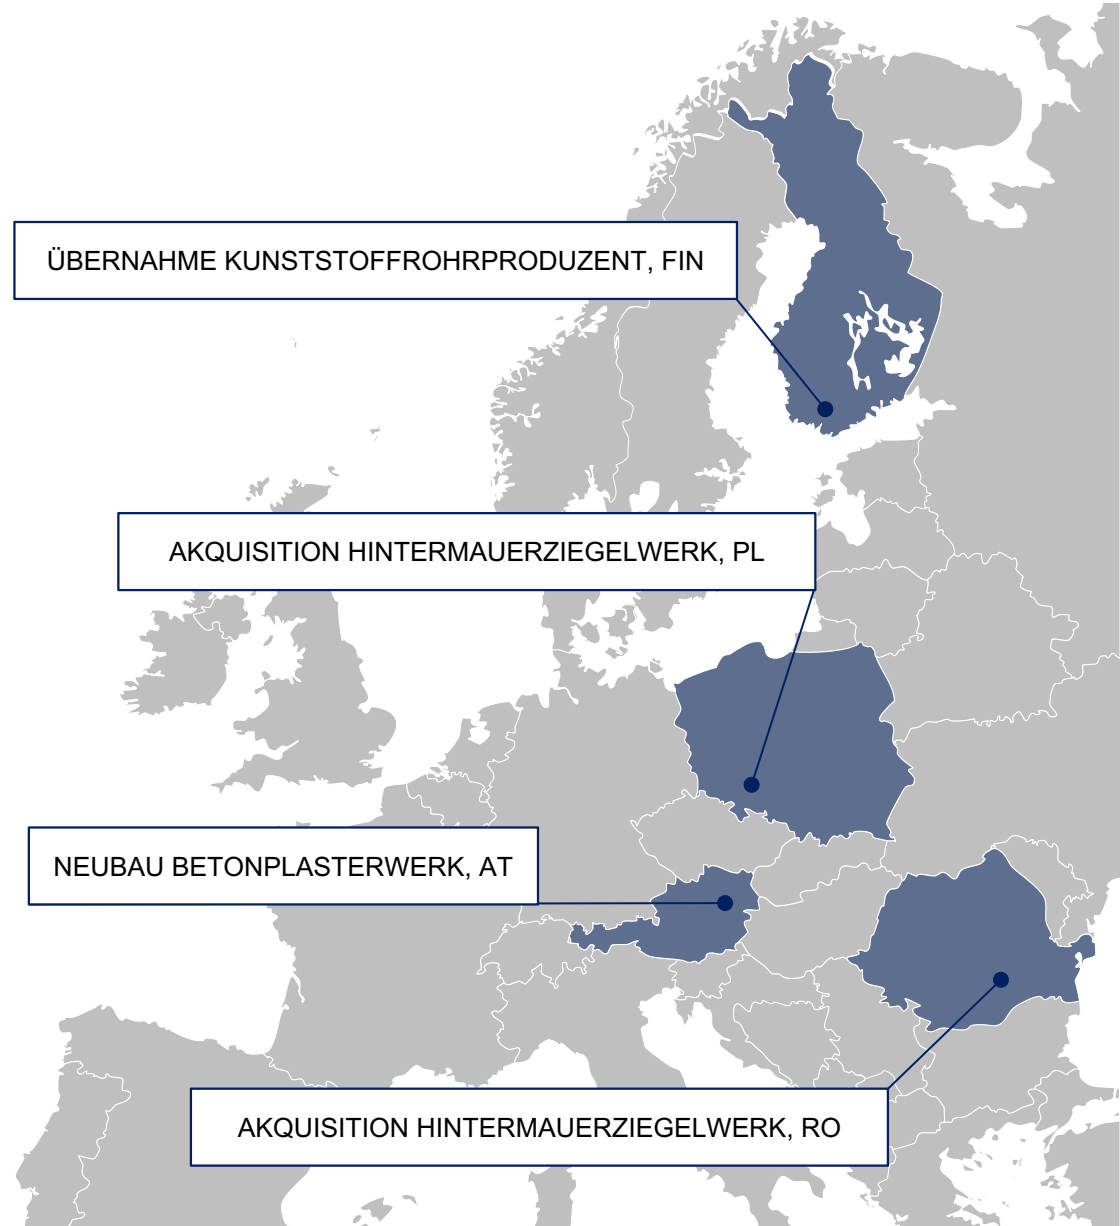 ÜBERNAHME KUNSTSTOFFROHRPRODUZENT, FIN
AKQUISITION HINTERMAUERZIEGELWERK, PL
NEUBAU BETONPLASTERWERK, AT
AKQUISITION HINTERMAUERZIEGELWERK, RO